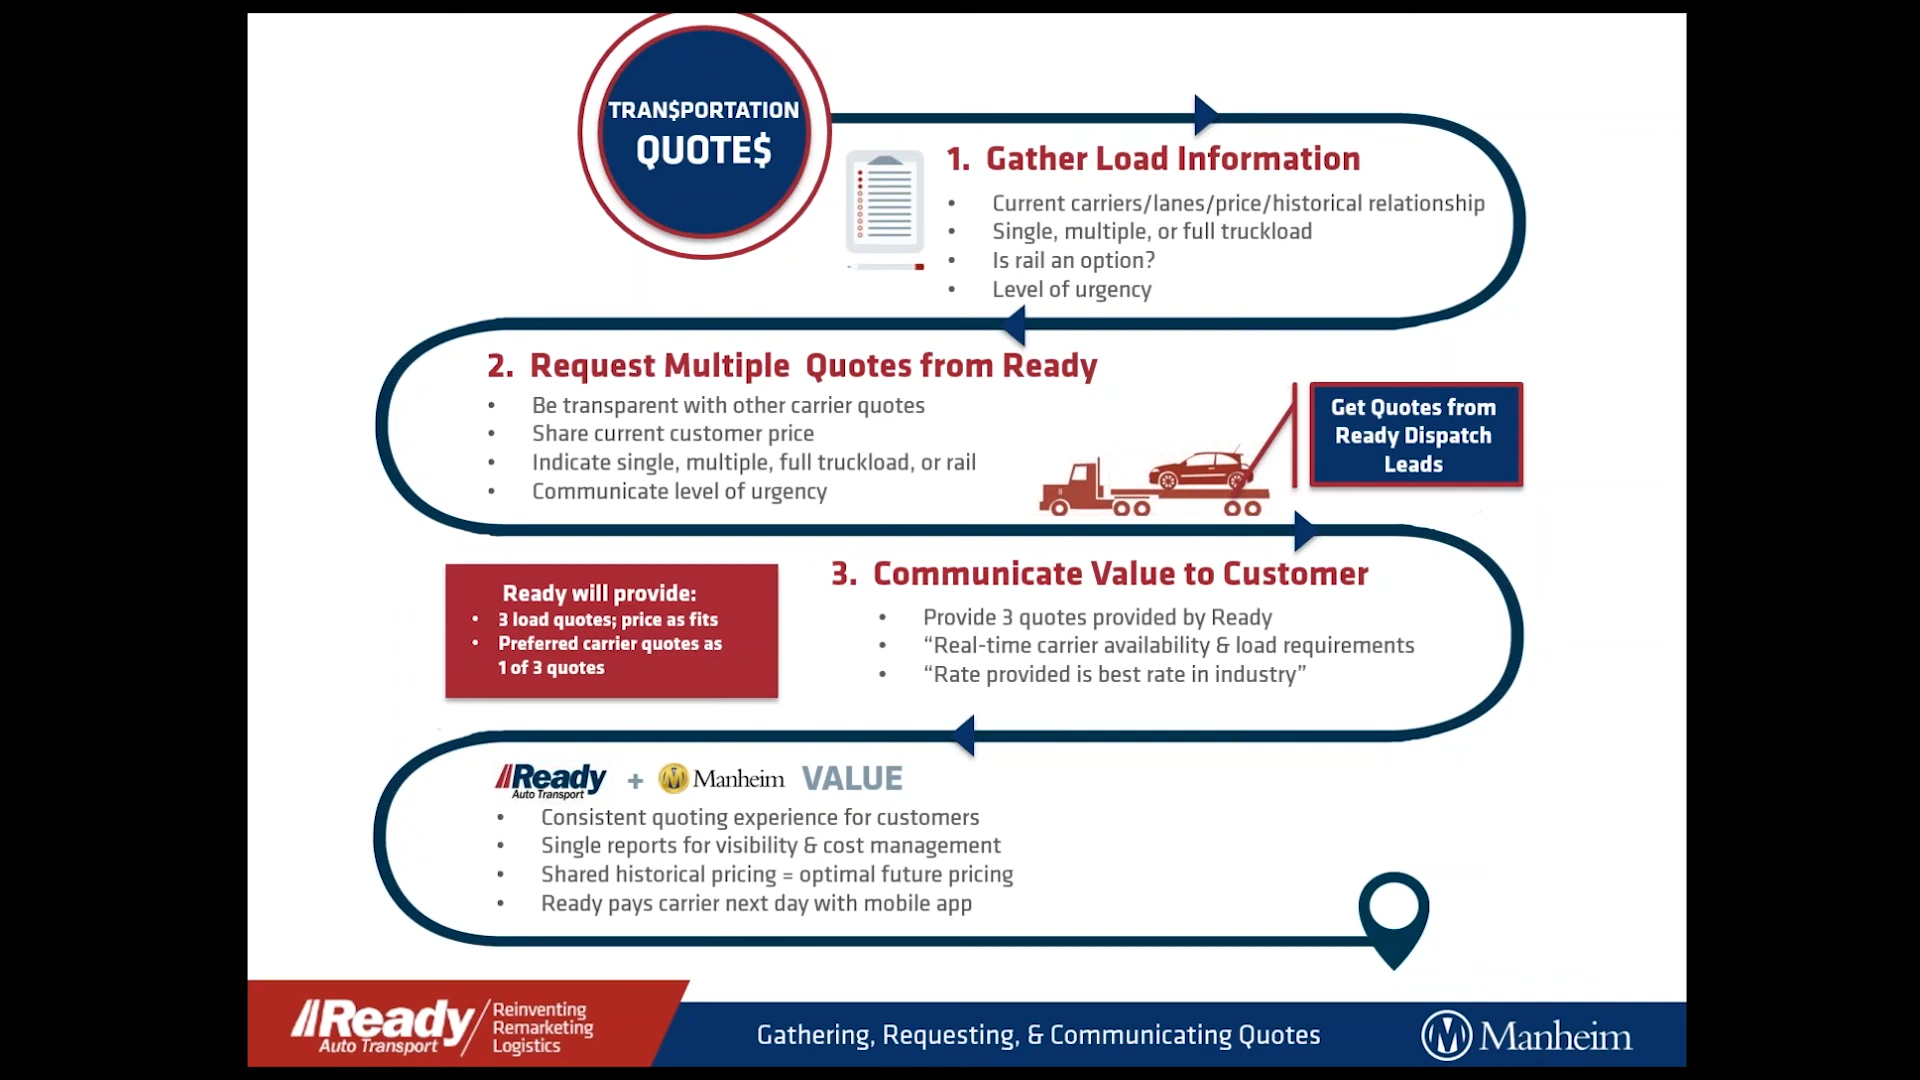 TRAN$PORTATION
QUOTE$
1. Gather Load Information
• Current carriers/lanes/price/historical relationship
• Single, multiple, or full truckload
• Is rail an option?
• Level of urgency
2. Request Multiple Quotes from Ready
• Be transparent with other carrier quotes
• Share current customer price
• Indicate single, multiple, full truckload, or rail
• Communicate level of urgency
Get Quotes from
Ready Dispatch
Leads
Ready will provide:
• 3 load quotes; price as fits
• Preferred carrier quotes as
1 of 3 quotes
3. Communicate Value to Customer
• Provide 3 quotes provided by Ready
• “Real-time carrier availability & load requirements
• “Rate provided is best rate in industry”
Ready Auto Transport + Manheim VALUE
• Consistent quoting experience for customers
• Single reports for visibility & cost management
• Shared historical pricing = optimal future pricing
• Ready pays carrier next day with mobile app
Ready
Auto Transport
Reinventing
Remarketing
Logistics
Gathering, Requesting, & Communicating Quotes
Manheim